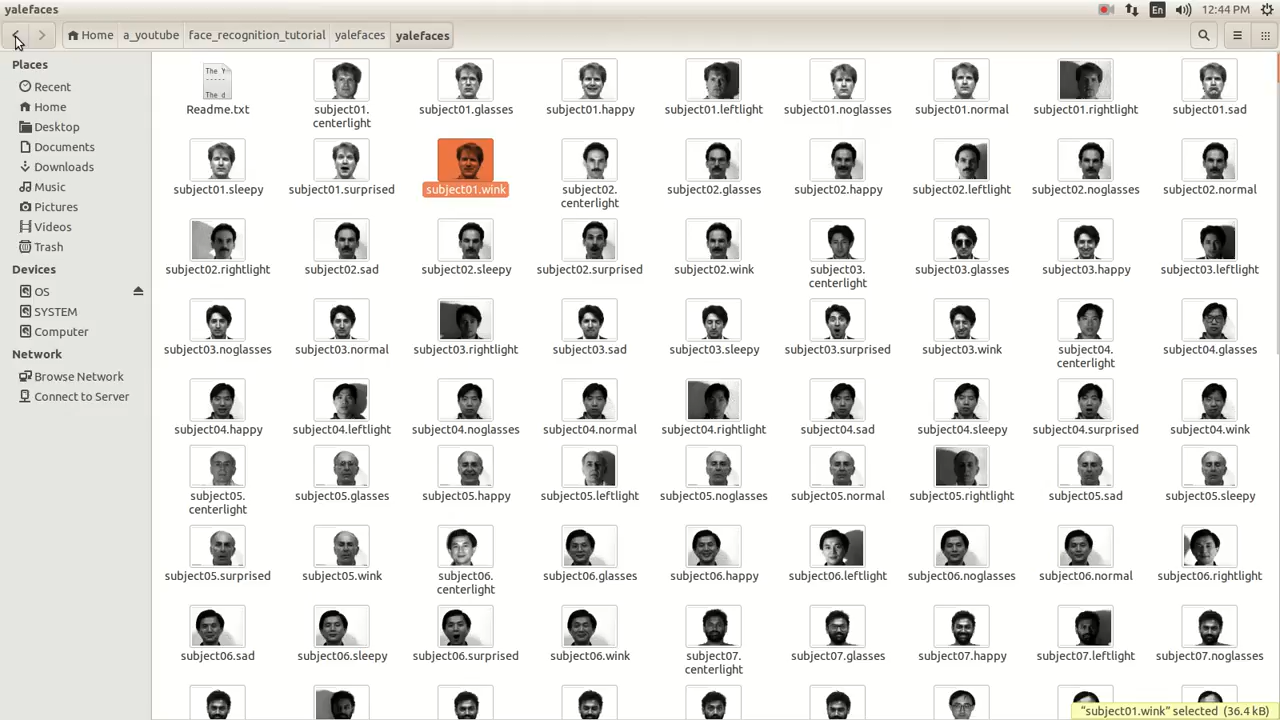 yalefaces
En
12:44 PM
Home
a_youtube
face_recognition_tutorial
yalefaces
yalefaces
Places
Recent
Home
Desktop
Documents
Downloads
Music
Pictures
Videos
Trash
Devices
OS
SYSTEM
Computer
Network
Browse Network
Connect to Server
The Y
The d
Readme.txt
subject01.
centerlight
subject01.glasses
subject01.happy
subject01.leftlight
subject01.noglasses
subject01.normal
subject01.rightlight
subject01.sad
subject01.sleepy
subject01.surprised
subject01.wink
subject02.
centerlight
subject02.glasses
subject02.happy
subject02.leftlight
subject02.noglasses
subject02.normal
subject02.rightlight
subject02.sad
subject02.sleepy
subject02.surprised
subject02.wink
subject03.
centerlight
subject03.glasses
subject03.happy
subject03.leftlight
subject03.noglasses
subject03.normal
subject03.rightlight
subject03.sad
subject03.sleepy
subject03.surprised
subject03.wink
subject04.
centerlight
subject04.glasses
subject04.happy
subject04.leftlight
subject04.noglasses
subject04.normal
subject04.rightlight
subject04.sad
subject04.sleepy
subject04.surprised
subject04.wink
subject05.
centerlight
subject05.glasses
subject05.happy
subject05.leftlight
subject05.noglasses
subject05.normal
subject05.rightlight
subject05.sad
subject05.sleepy
subject05.surprised
subject05.wink
subject06.
centerlight
subject06.glasses
subject06.happy
subject06.leftlight
subject06.noglasses
subject06.normal
subject06.rightlight
subject06.sad
subject06.sleepy
subject06.surprised
subject06.wink
subject07.
centerlight
subject07.glasses
subject07.happy
subject07.leftlight
subject07.noglasses
"subject01.wink" selected (36.4 kB)